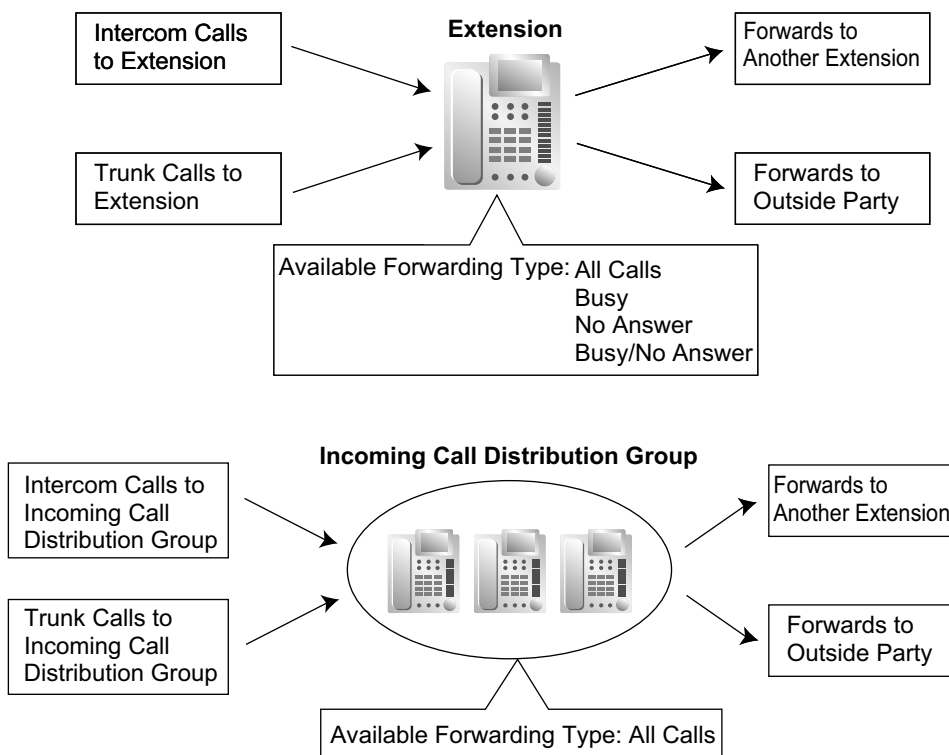 Intercom Calls
to Extension
Extension
Forwards to
Another Extension
Trunk Calls to
Extension
Forwards to
Outside Party
Available Forwarding Type: All Calls
Busy
No Answer
Busy/No Answer
Incoming Call Distribution Group
Intercom Calls to
Incoming Call
Distribution Group
Forwards to
Another Extension
Trunk Calls to
Incoming Call
Distribution Group
Forwards to
Outside Party
Available Forwarding Type: All Calls